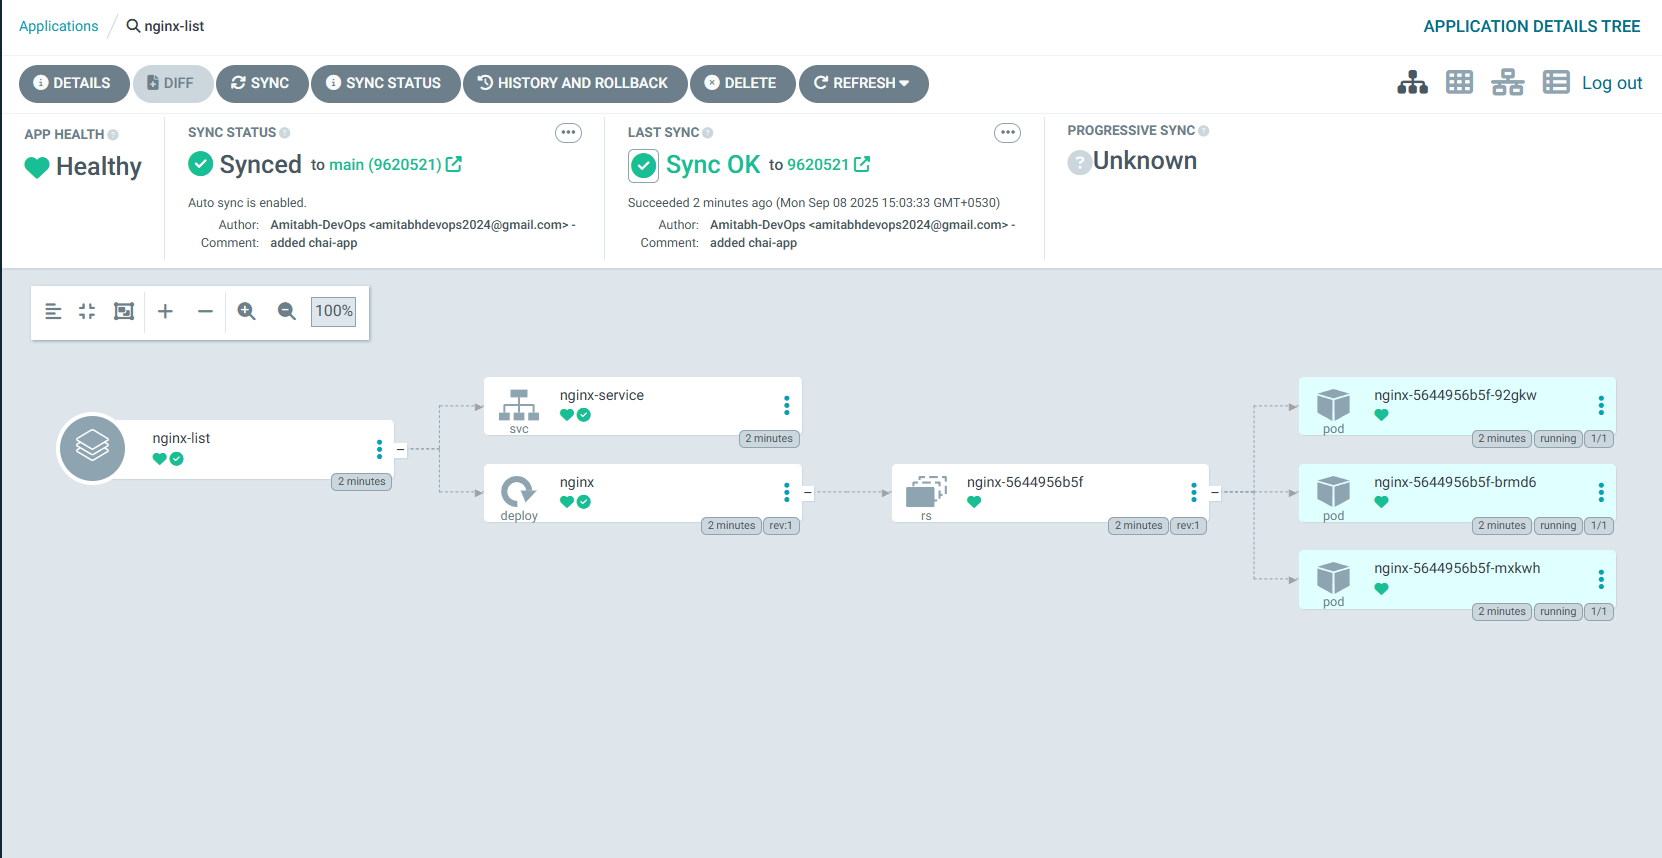 Applications / nginx-list
APPLICATION DETAILS TREE
DETAILS DIFF SYNC SYNC STATUS HISTORY AND ROLLBACK DELETE REFRESH
Log out
APP HEALTH
Healthy
SYNC STATUS
Synced to main (9620521)
Auto sync is enabled.
Author: Amitabh-DevOps <amitabhdevops2024@gmail.com> -
Comment: added chai-app
LAST SYNC
Sync OK to 9620521
Succeeded 2 minutes ago (Mon Sep 08 2025 15:03:33 GMT+0530)
Author: Amitabh-DevOps <amitabhdevops2024@gmail.com> -
Comment: added chai-app
PROGRESSIVE SYNC
Unknown
100%
nginx-list
2 minutes
nginx-service
svc
2 minutes
nginx
deploy
2 minutes rev:1
nginx-5644956b5f
rs
2 minutes rev:1
nginx-5644956b5f-92gkw
pod
2 minutes running 1/1
nginx-5644956b5f-brmd6
pod
2 minutes running 1/1
nginx-5644956b5f-mxkwh
pod
2 minutes running 1/1